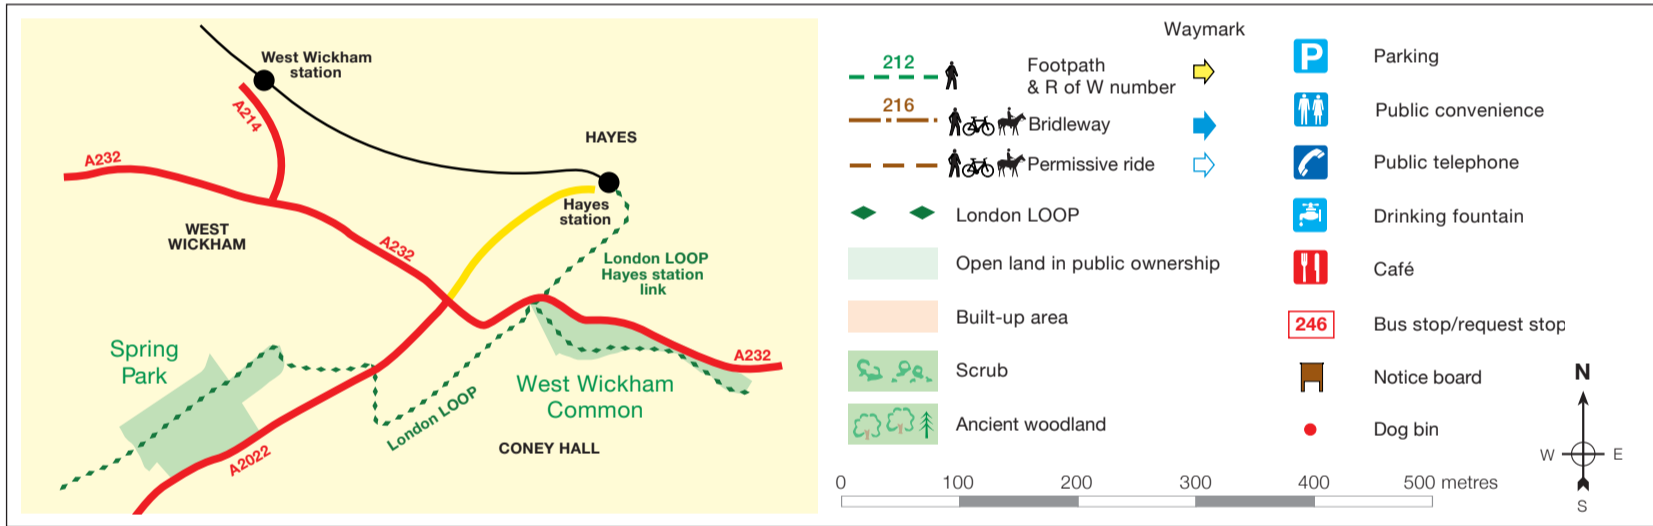 West Wickham
station
A214
A232
HAYES
Hayes
station
WEST
WICKHAM
A232
London LOOP
Hayes station
link
Spring
Park
A232
West Wickham
Common
London LOOP
CONEY HALL
A2022
Waymark
212
Footpath
& R of W number
216
Bridleway
Permissive ride
London LOOP
Open land in public ownership
Built-up area
Scrub
Ancient woodland
P
Parking
Public convenience
Public telephone
Drinking fountain
Café
246
Bus stop/request stop
Notice board
Dog bin
N
W
E
S
0 100 200 300 400 500 metres